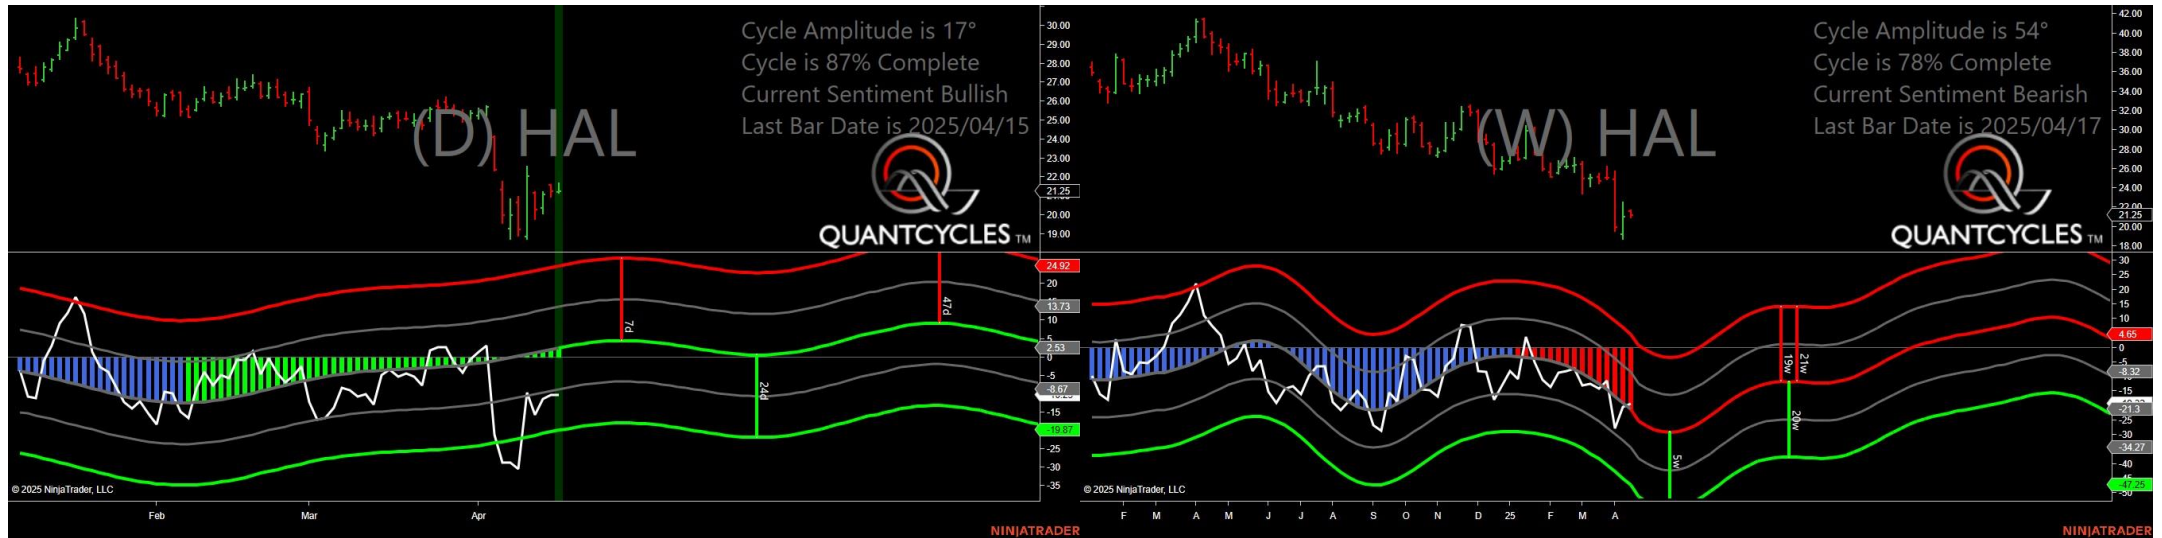 Cycle Amplitude is 17°
Cycle is 87% Complete
Current Sentiment Bullish
Last Bar Date is 2025/04/15
(D) HAL
QUANTCYCLES TM
30.00
29.00
28.00
27.00
26.00
25.00
24.00
23.00
22.00
21.25
20.00
19.00
24.92
20
13.73
10
5
2.53
0
-5
-8.67
-15
-19.87
-25
-30
-35
7d
24d
47d
© 2025 NinjaTrader, LLC
Feb Mar Apr
NINJATRADER
Cycle Amplitude is 54°
Cycle is 78% Complete
Current Sentiment Bearish
Last Bar Date is 2025/04/17
(W) HAL
QUANTCYCLES TM
42.00
40.00
38.00
36.00
34.00
32.00
30.00
28.00
26.00
24.00
22.00
21.25
20.00
18.00
30
25
20
15
10
4.65
0
-8.32
-15
-21.3
-25
-30
-34.27
-40
-47.25
-50
5w
19w
21w
20w
© 2025 NinjaTrader, LLC
F M A M J J A S O N D 25 F M A
NINJATRADER